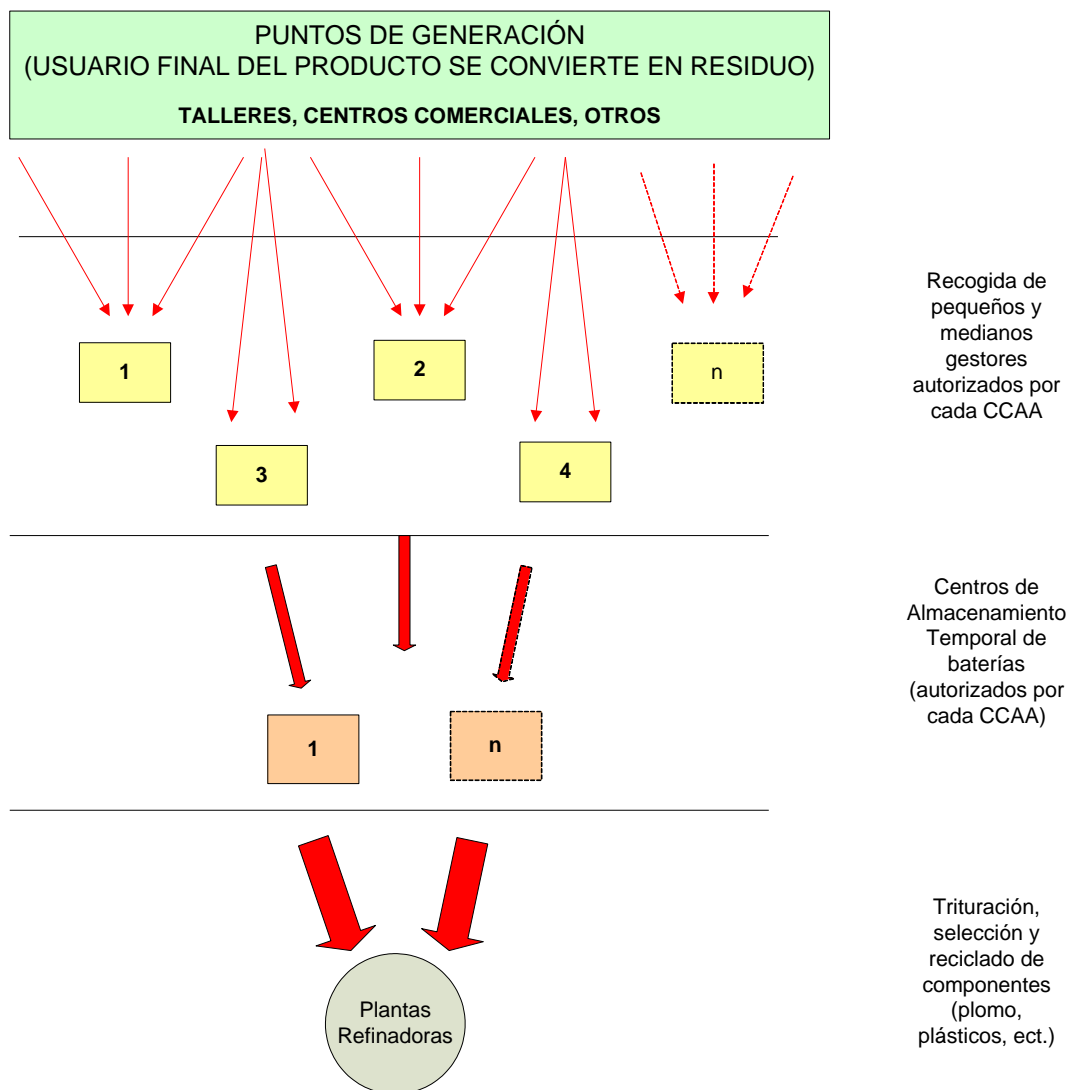 PUNTOS DE GENERACIÓN
(USUARIO FINAL DEL PRODUCTO SE CONVIERTE EN RESIDUO)
TALLERES, CENTROS COMERCIALES, OTROS
Recogida de
pequeños y
medianos
gestores
autorizados por
cada CCAA
1
2
n
3
4
Centros de
Almacenamiento
Temporal de
baterías
(autorizados por
cada CCAA)
1
n
Trituración,
selección y
reciclado de
componentes
(plomo,
plásticos, ect.)
Plantas
Refinadoras